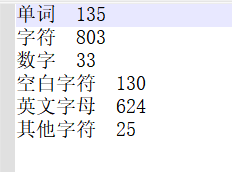 单词  135
字符  803
数字  33
空白字符  130
英文字母  624
其他字符  25